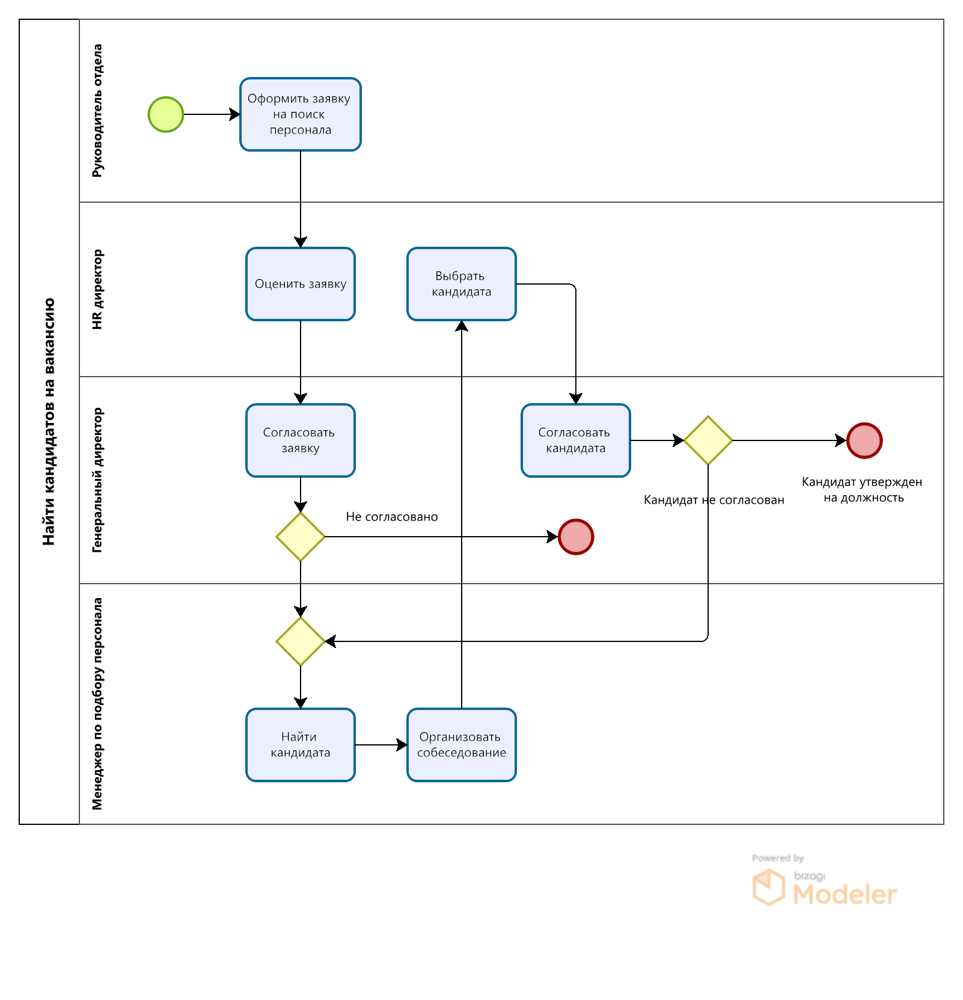 Найти кандидатов на вакансию
Руководитель отдела
Оформить заявку
на поиск
персонала
HR директор
Оценить заявку
Выбрать
кандидата
Генеральный директор
Согласовать
заявку
Согласовать
кандидата
Кандидат утвержден
на должность
Кандидат не согласован
Не согласовано
Менеджер по подбору персонала
Найти
кандидата
Организовать
собеседование
Powered by
bizagi
Modeler